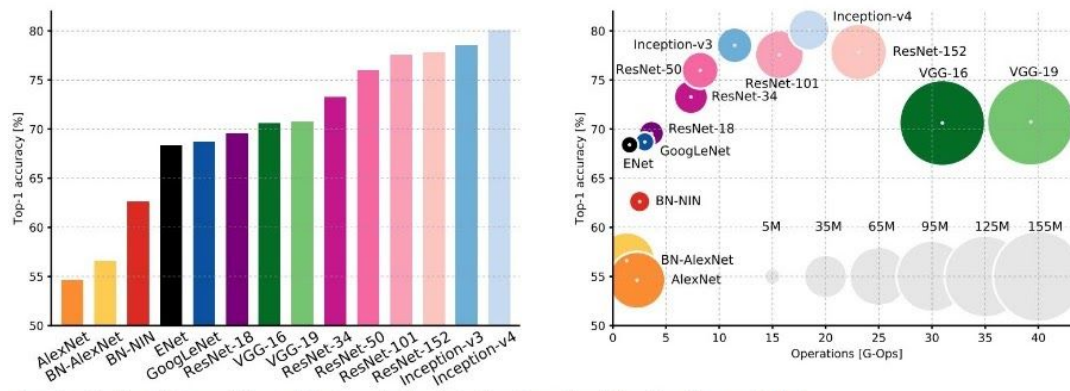 Top-1 accuracy [%]
80
75
70
65
60
55
50
AlexNet
BN-AlexNet
BN-NIN
ENet
GoogLeNet
ResNet-18
VGG-16
VGG-19
ResNet-34
ResNet-50
ResNet-101
ResNet-152
Inception-v3
Inception-v4
Top-1 accuracy [%]
80
75
70
65
60
55
50
Inception-v4
Inception-v3
ResNet-152
ResNet-50
ResNet-101
VGG-16
VGG-19
ResNet-34
ResNet-18
GoogLeNet
ENet
BN-NIN
5M 35M 65M 95M 125M 155M
BN-AlexNet
AlexNet
0 5 10 15 20 25 30 35 40
Operations [G-Ops]